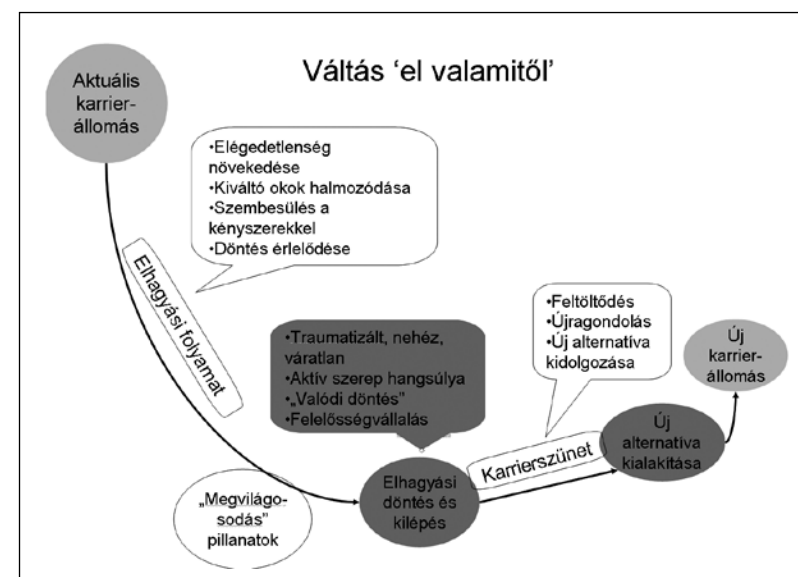 Váltás ‘el valamitől’
Aktuális
karrier-
állomás
•Elégedetlenség
növekedése
•Kiváltó okok halmozódása
•Szembesülés a
kényszerekkel
•Döntés érlelődése
Elhagyási folyamat
•Traumatizált, nehéz,
váratlan
•Aktív szerep hangsúlya
•„Valódi döntés”
•Felelősségvállalás
„Megvilágo-
sodás”
pillanatok
Elhagyási
döntés és
kilépés
•Feltöltődés
•Újragondolás
•Új alternatíva
kidolgozása
Karrierszünet
Új
alternatíva
kialakítása
Új
karrier-
állomás